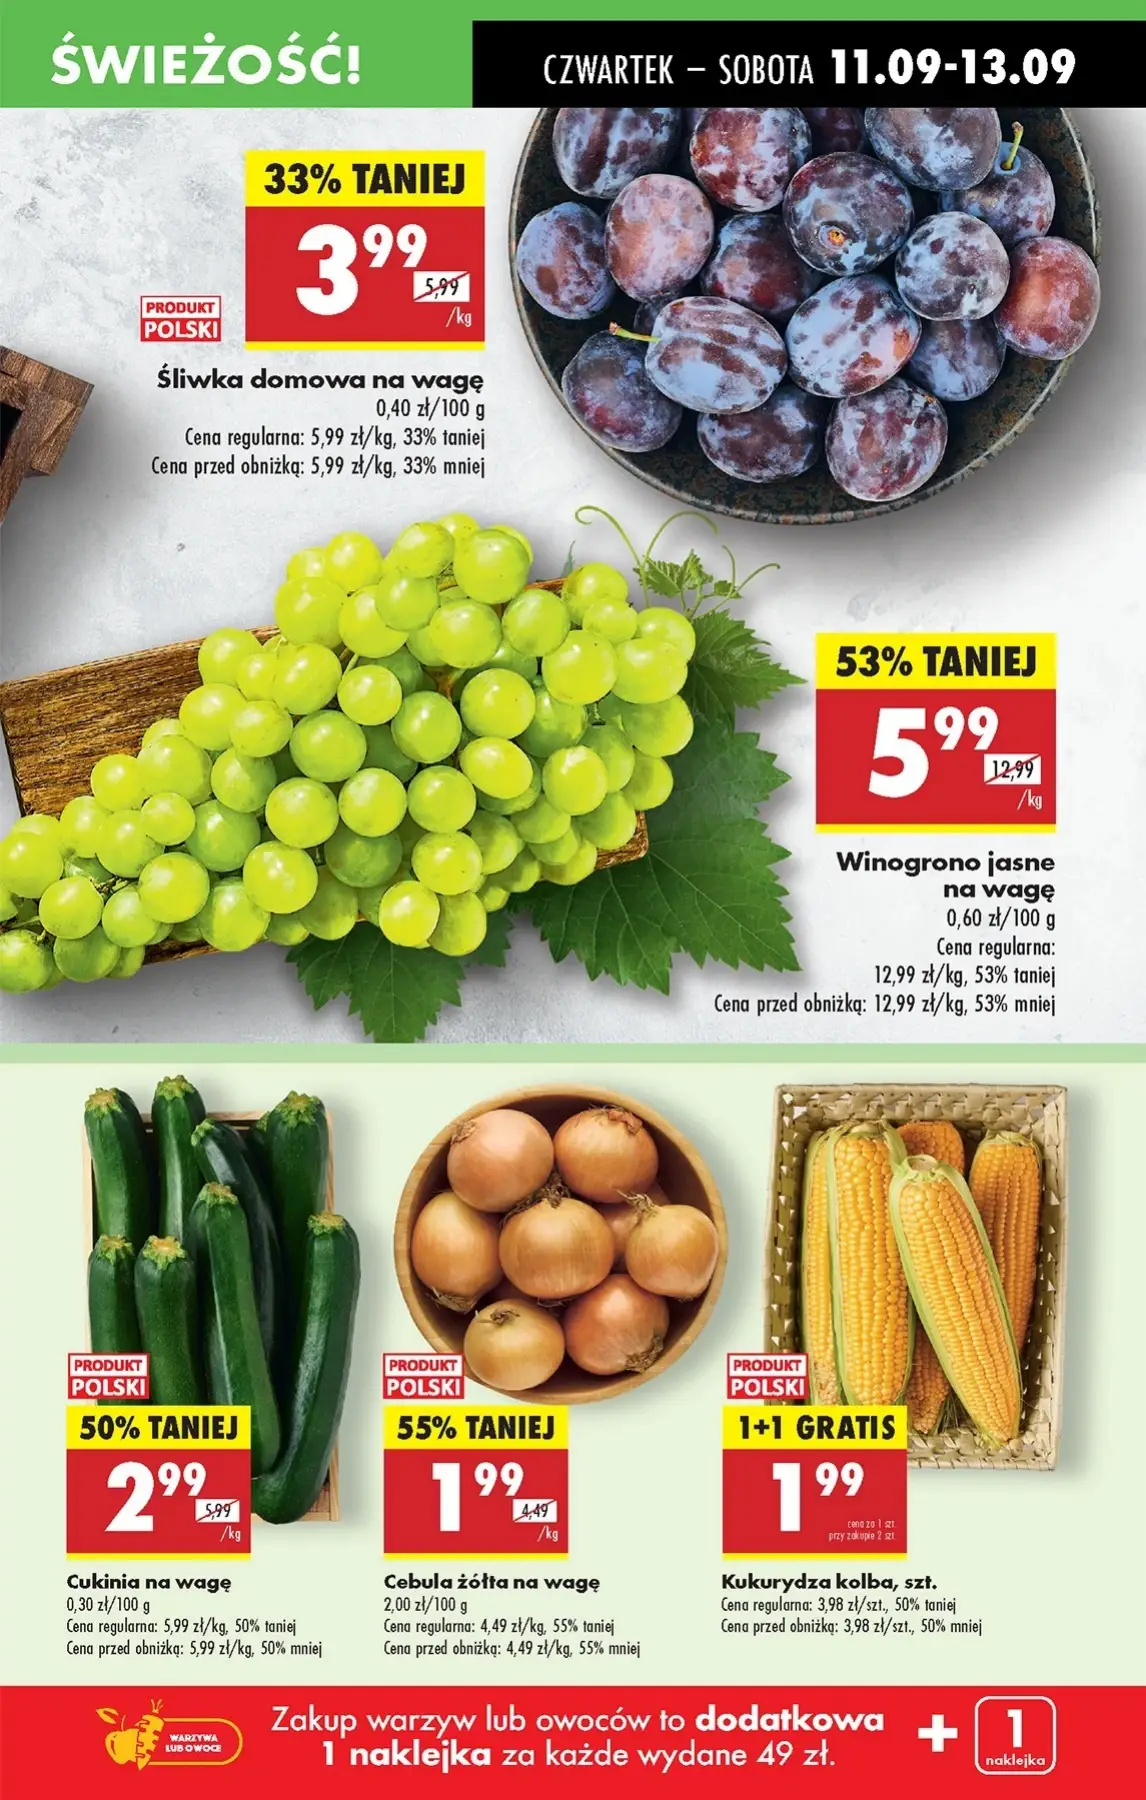 ŚWIEŻOŚĆ!
CZWARTEK – SOBOTA 11.09-13.09
33% TANIEJ
3 99
5,99
/kg
PRODUKT
POLSKI
Śliwka domowa na wagę
0,40 zł/100 g
Cena regularna: 5,99 zł/kg, 33% taniej
Cena przed obniżką: 5,99 zł/kg, 33% mniej
53% TANIEJ
5 99
12,99
/kg
Winogrono jasne
na wagę
0,60 zł/100 g
Cena regularna:
12,99 zł/kg, 53% taniej
Cena przed obniżką: 12,99 zł/kg, 53% mniej
PRODUKT
POLSKI
50% TANIEJ
2 99
5,99
/kg
Cukinia na wagę
0,30 zł/100 g
Cena regularna: 5,99 zł/kg, 50% taniej
Cena przed obniżką: 5,99 zł/kg, 50% mniej
PRODUKT
POLSKI
55% TANIEJ
1 99
4,49
/kg
Cebula żółta na wagę
2,00 zł/100 g
Cena regularna: 4,49 zł/kg, 55% taniej
Cena przed obniżką: 4,49 zł/kg, 55% mniej
PRODUKT
POLSKI
1+1 GRATIS
1 99
cena za 1 szt.
przy zakupie 2 szt.
Kukurydza kolba, szt.
Cena regularna: 3,98 zł/szt., 50% taniej
Cena przed obniżką: 3,98 zł/szt., 50% mniej
WARZYWA
LUB OWOCE
Zakup warzyw lub owoców to dodatkowa
1 naklejka za każde wydane 49 zł.
+ 1
naklejka